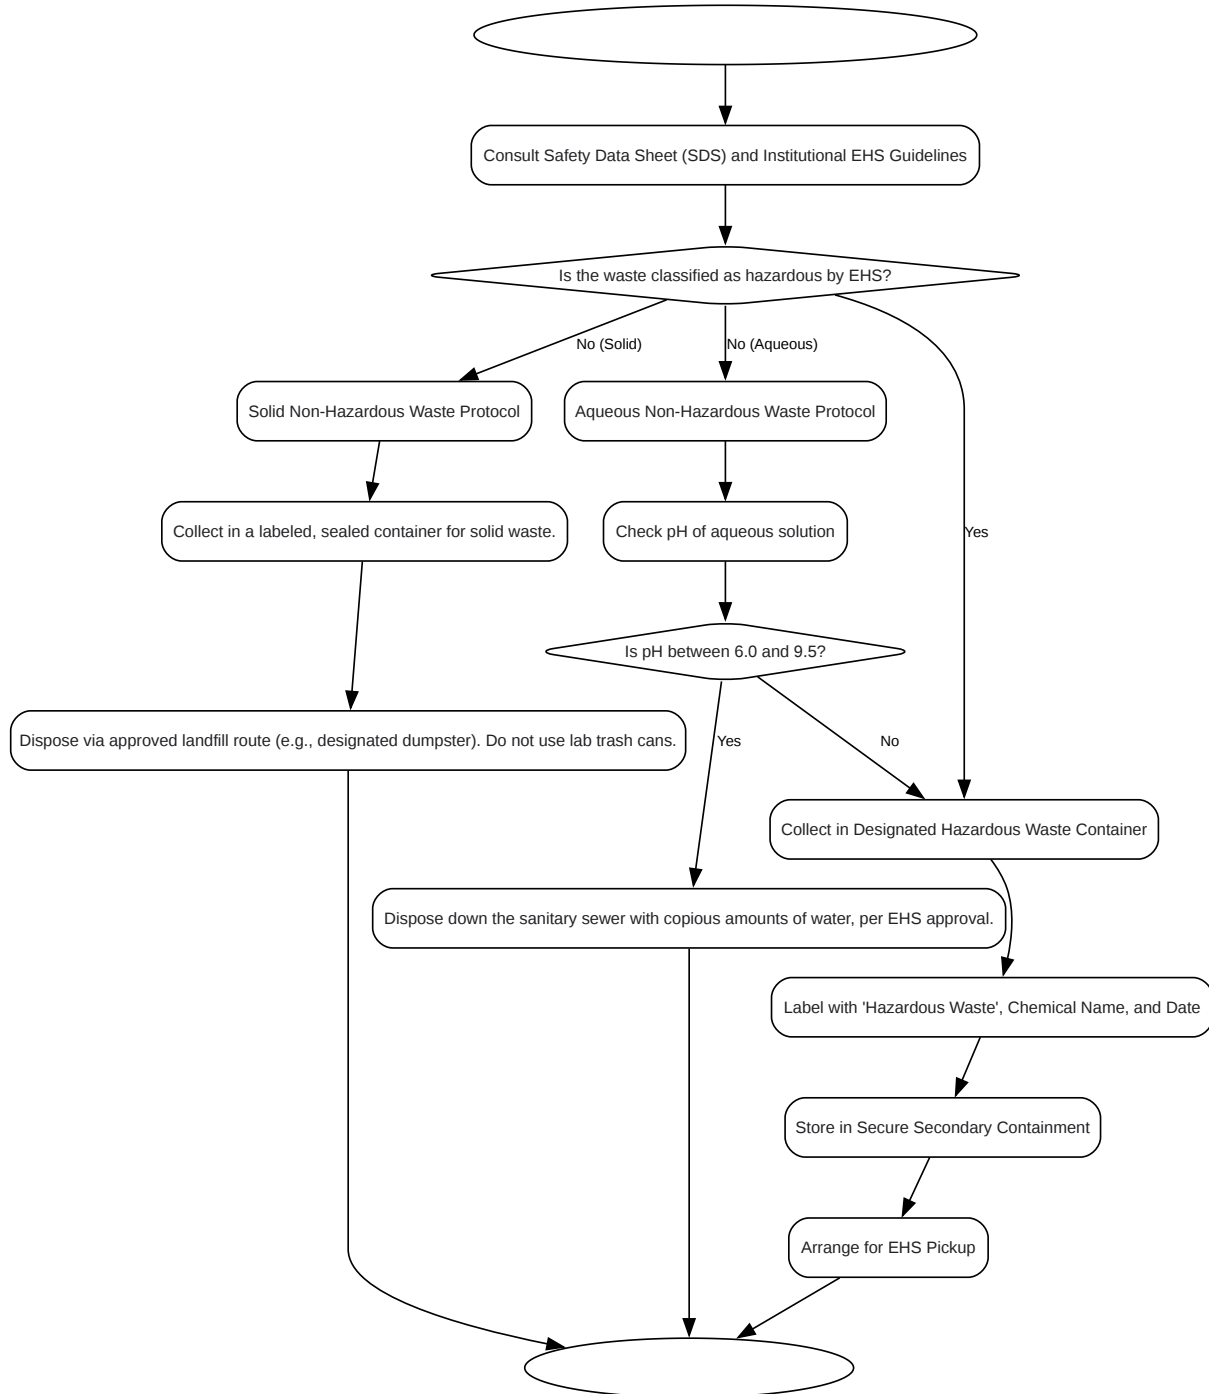 Consult Safety Data Sheet (SDS) and Institutional EHS Guidelines
Is the waste classified as hazardous by EHS?
No (Solid)
No (Aqueous)
Solid Non-Hazardous Waste Protocol
Aqueous Non-Hazardous Waste Protocol
Collect in a labeled, sealed container for solid waste.
Check pH of aqueous solution
Yes
Is pH between 6.0 and 9.5?
Dispose via approved landfill route (e.g., designated dumpster). Do not use lab trash cans.
Yes
No
Collect in Designated Hazardous Waste Container
Dispose down the sanitary sewer with copious amounts of water, per EHS approval.
Label with 'Hazardous Waste', Chemical Name, and Date
Store in Secure Secondary Containment
Arrange for EHS Pickup